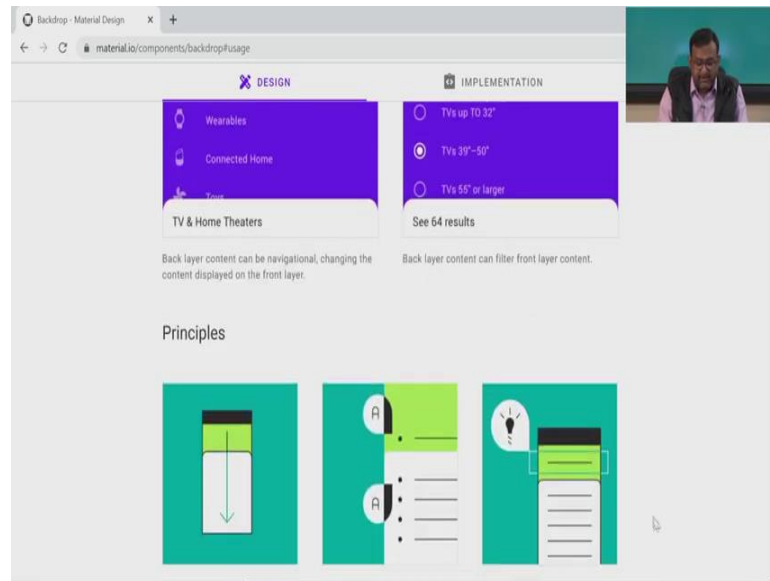 Backdrop - Material Design
material.io/components/backdrop#usage
DESIGN
IMPLEMENTATION
Wearables
Connected Home
Toys
TV & Home Theaters
TVs up TO 32"
TVs 39"–50"
TVs 55" or larger
See 64 results
Back layer content can be navigational, changing the
content displayed on the front layer.
Back layer content can filter front layer content.
Principles
A
A